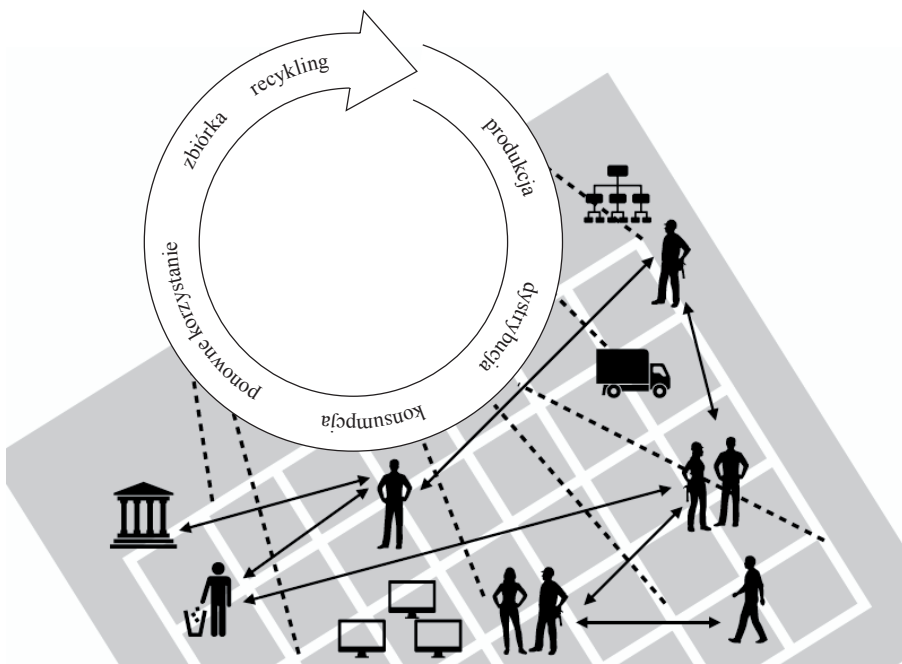 recykling
produkcja
dystrybucja
konsumpcja
ponowne korzystanie
zbiórka